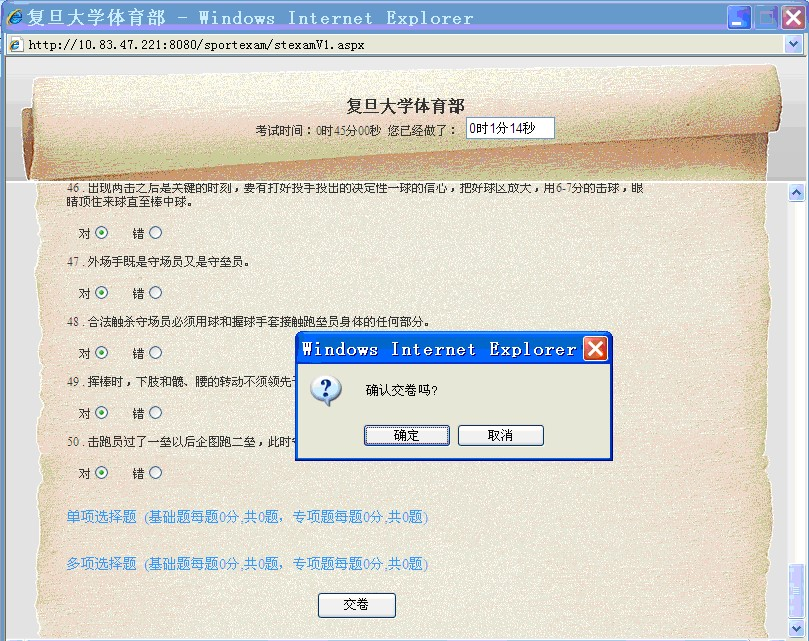 复旦大学体育部 - Windows Internet Explorer
http://10.83.47.221:8080/sportexam/stexamV1.aspx
复旦大学体育部
考试时间：0时45分00秒 您已经做了： 0时1分14秒
46 . 出现两击之后是关键的时刻，要有打好投手投出的决定性一球的信心，把好球区放大，用6-7分的击球，眼
睛顶住来球直至棒中球。
对 错
47 . 外场手既是守场员又是守垒员。
对 错
48 . 合法触杀守场员必须用球和握球手套接触跑垒员身体的任何部分。
对 错
Windows Internet Explorer
49 . 挥棒时，下肢和髋、腰的转动不须领先于
确认交卷吗?
对 错
确定 取消
50 . 击跑员过了一垒以后企图跑二垒，此时
对 错
单项选择题 (基础题每题0分,共0题，专项题每题0分,共0题)
多项选择题 (基础题每题0分,共0题，专项题每题0分,共0题)
交卷